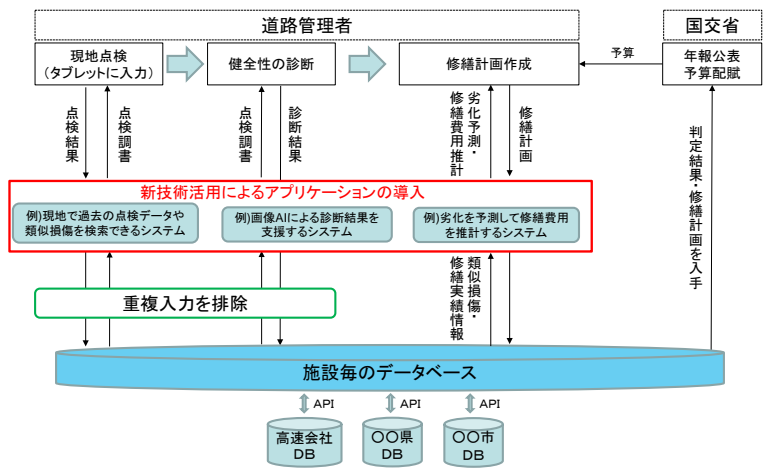 道路管理者
国交省
現地点検
（タブレットに入力）
健全性の診断
修繕計画作成
予算
年報公表
予算配賦
点検結果
点検調書
点検調書
診断結果
劣化予測・
修繕費用推計
修繕計画
判定結果・修繕計画を入手
新技術活用によるアプリケーションの導入
例)現地で過去の点検データや
類似損傷を検索できるシステム
例)画像AIによる診断結果を
支援するシステム
例)劣化を予測して修繕費用
を推計するシステム
重複入力を排除
類似損傷・
修繕実績情報
施設毎のデータベース
API
API
API
高速会社
DB
〇〇県
DB
〇〇市
DB